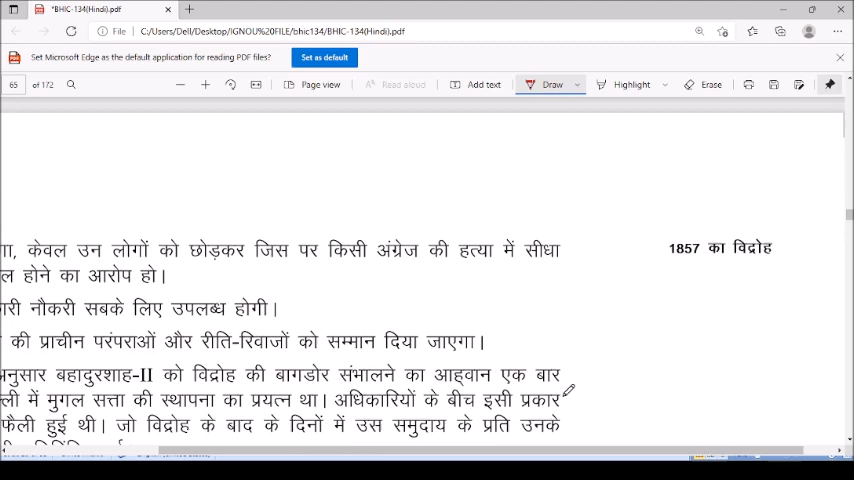 *BHIC-134(Hindi).pdf
File C:/Users/Dell/Desktop/IGNOU %20FILE/bhic134/BHIC-134(Hindi).pdf
Set Microsoft Edge as the default application for reading PDF files? Set as default
65 of 172 Page view Read aloud Add text Draw Highlight Erase
गा, केवल उन लोगों को छोड़कर जिस पर किसी अंग्रेज की हत्या में सीधा 1857 का विद्रोह
ल होने का आरोप हो।
नारी नौकरी सबके लिए उपलब्ध होगी।
की प्राचीन परंपराओं और रीति-रिवाजों को सम्मान दिया जाएगा।
अनुसार बहादुरशाह-II को विद्रोह की बागडोर संभालने का आह्वान एक बार
ली में मुगल सत्ता की स्थापना का प्रयत्न था। अधिकारियों के बीच इसी प्रकार
फैली हुई थी। जो विद्रोह के बाद के दिनों में उस समुदाय के प्रति उनके